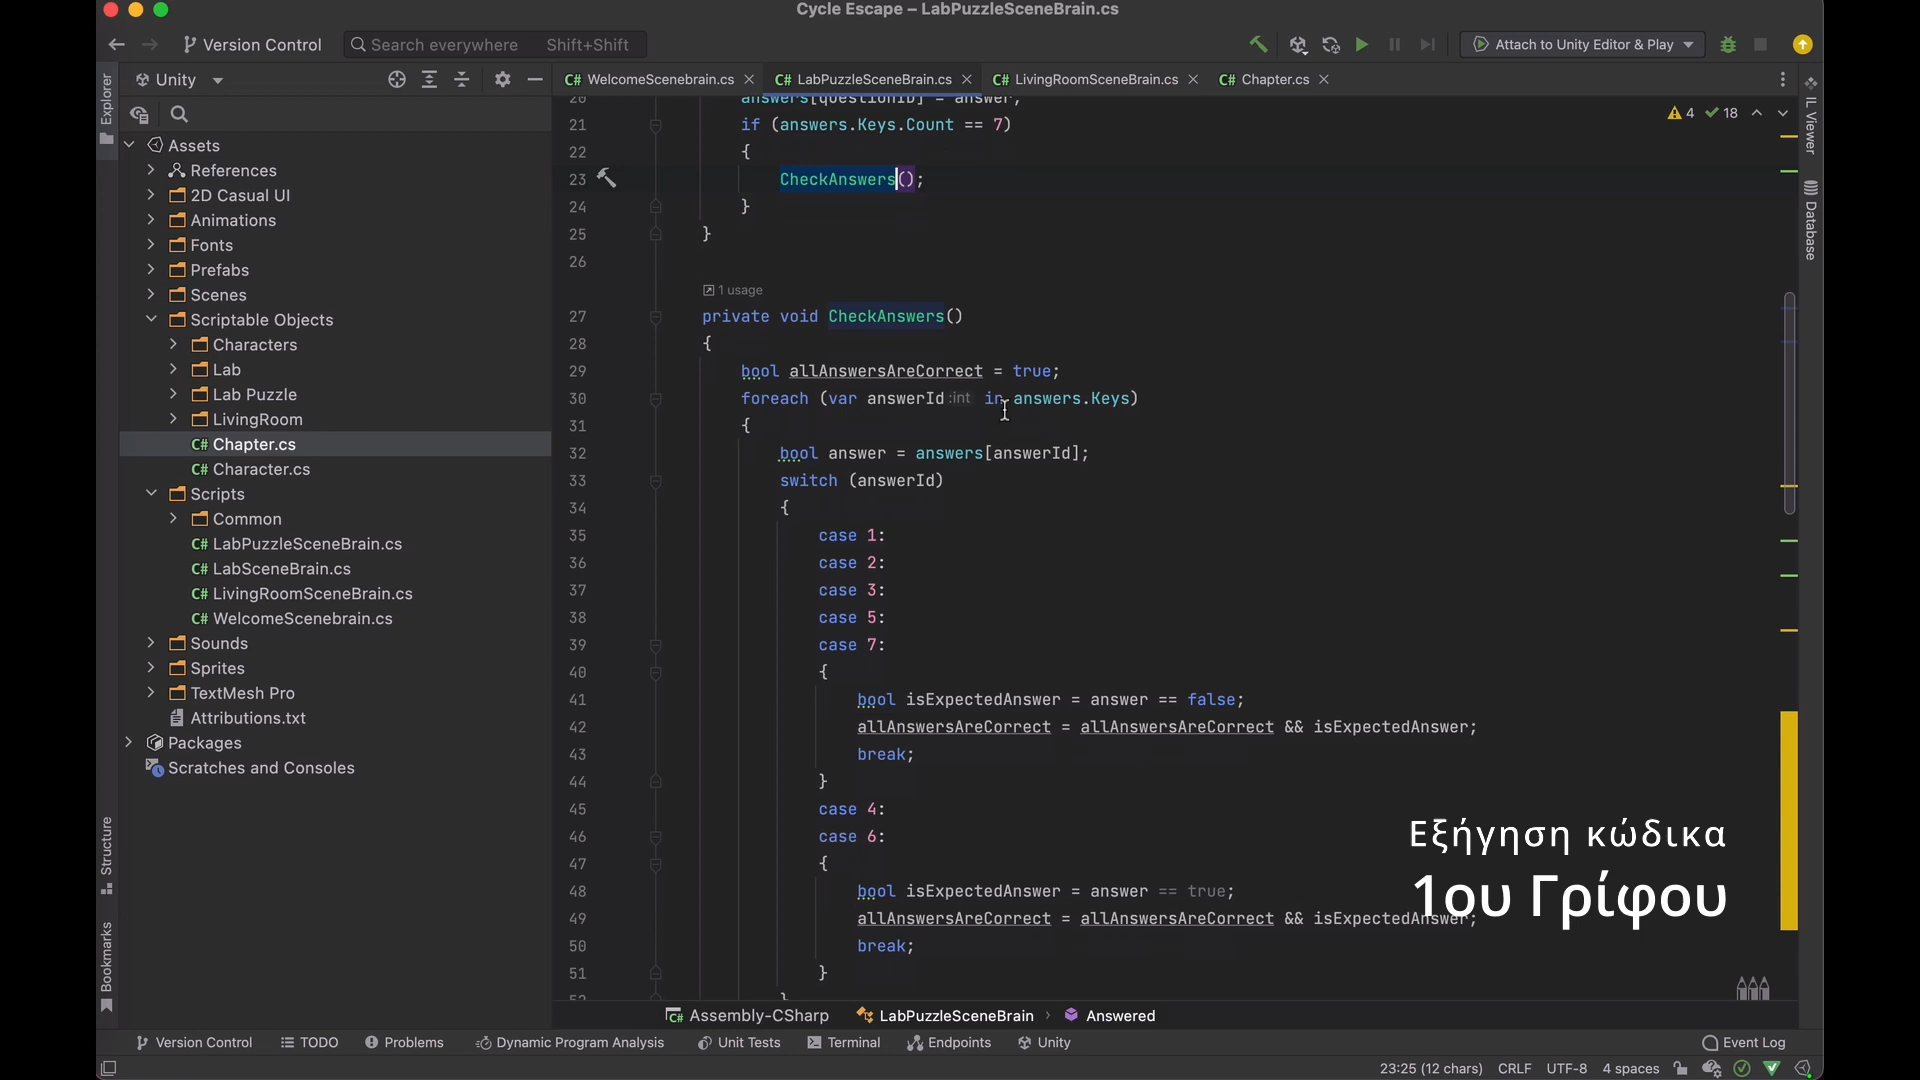 Cycle Escape – LabPuzzleSceneBrain.cs
Version Control
Search everywhere Shift+Shift
Attach to Unity Editor & Play
Explorer
Unity
C# WelcomeScenebrain.cs
C# LabPuzzleSceneBrain.cs
C# LivingRoomSceneBrain.cs
C# Chapter.cs
Assets
References
2D Casual UI
Animations
Fonts
Prefabs
Scenes
Scriptable Objects
Characters
Lab
Lab Puzzle
LivingRoom
C# Chapter.cs
C# Character.cs
Scripts
Common
C# LabPuzzleSceneBrain.cs
C# LabSceneBrain.cs
C# LivingRoomSceneBrain.cs
C# WelcomeScenebrain.cs
Sounds
Sprites
TextMesh Pro
Attributions.txt
Packages
Scratches and Consoles
Structure
Bookmarks
4 18
IL Viewer
Database
20 answers[questionID] = answer;
21 if (answers.Keys.Count == 7)
22 {
23 CheckAnswers();
24 }
25 }
26
1 usage
27 private void CheckAnswers()
28 {
29 bool allAnswersAreCorrect = true;
30 foreach (var answerId :int in answers.Keys)
31 {
32 bool answer = answers[answerId];
33 switch (answerId)
34 {
35 case 1:
36 case 2:
37 case 3:
38 case 5:
39 case 7:
40 {
41 bool isExpectedAnswer = answer == false;
42 allAnswersAreCorrect = allAnswersAreCorrect && isExpectedAnswer;
43 break;
44 }
45 case 4:
46 case 6:
47 {
48 bool isExpectedAnswer = answer == true;
49 allAnswersAreCorrect = allAnswersAreCorrect && isExpectedAnswer;
50 break;
51 }
52 }
Εξήγηση κώδικα
1ου Γρίφου
Assembly-CSharp LabPuzzleSceneBrain › Answered
Version Control TODO Problems Dynamic Program Analysis Unit Tests Terminal Endpoints Unity Event Log
23:25 (12 chars) CRLF UTF-8 4 spaces